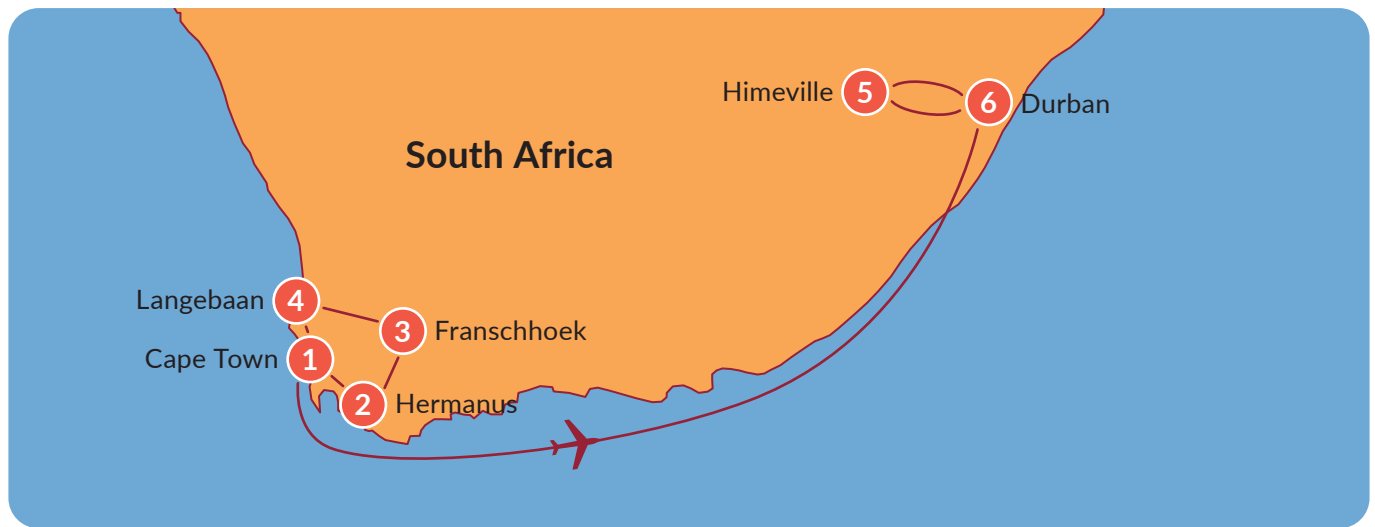 Himeville 5 6 Durban
South Africa
Langebaan 4
3 Franschhoek
Cape Town 1
2 Hermanus